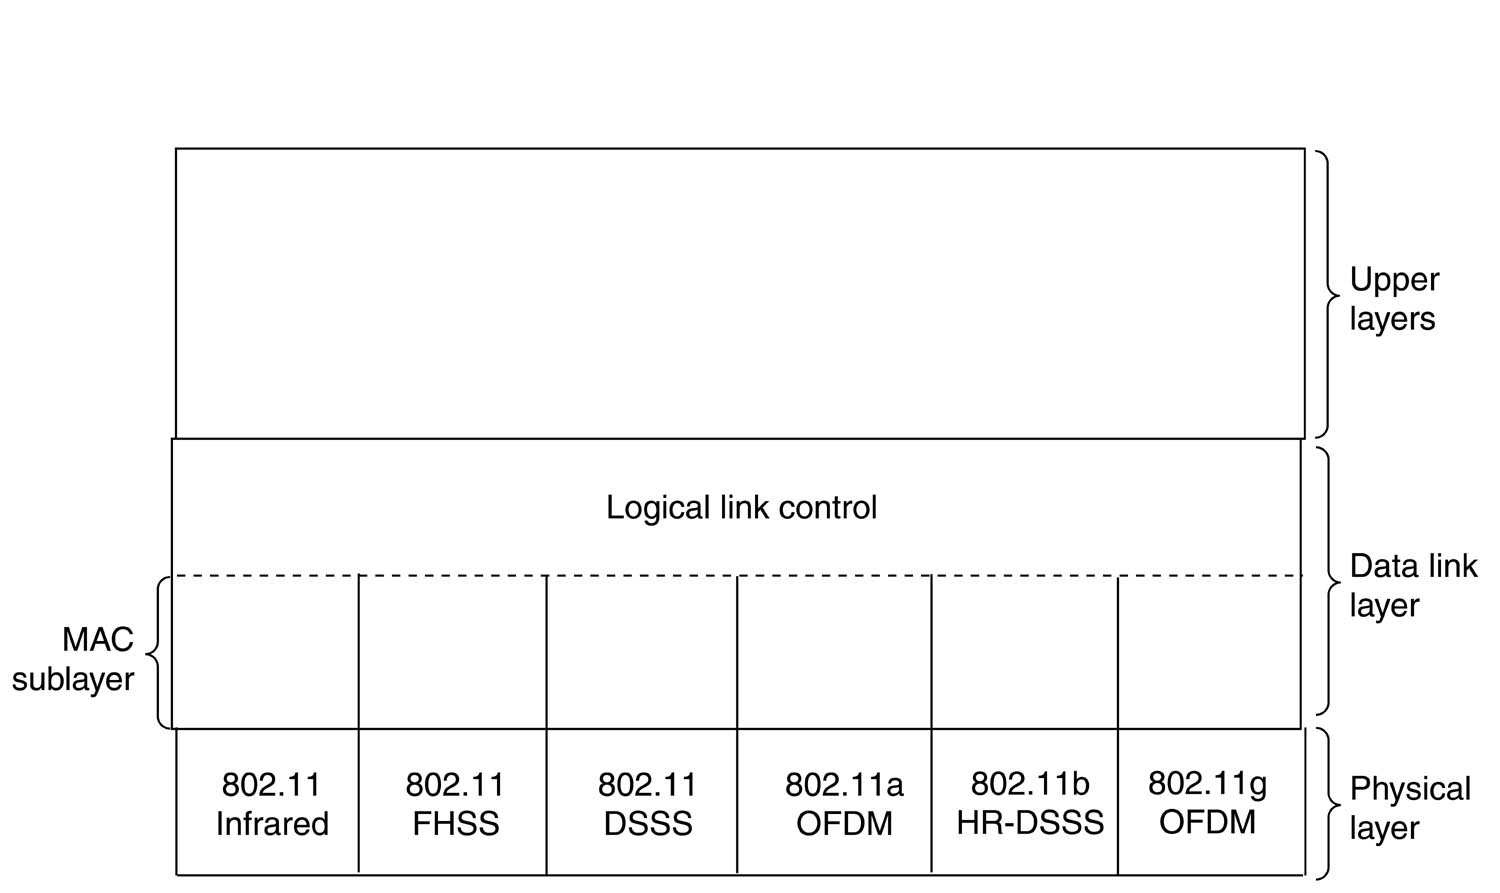 Upper
layers
Logical link control
Data link
layer
MAC
sublayer
802.11
Infrared
802.11
FHSS
802.11
DSSS
802.11a
OFDM
802.11b
HR-DSSS
802.11g
OFDM
Physical
layer